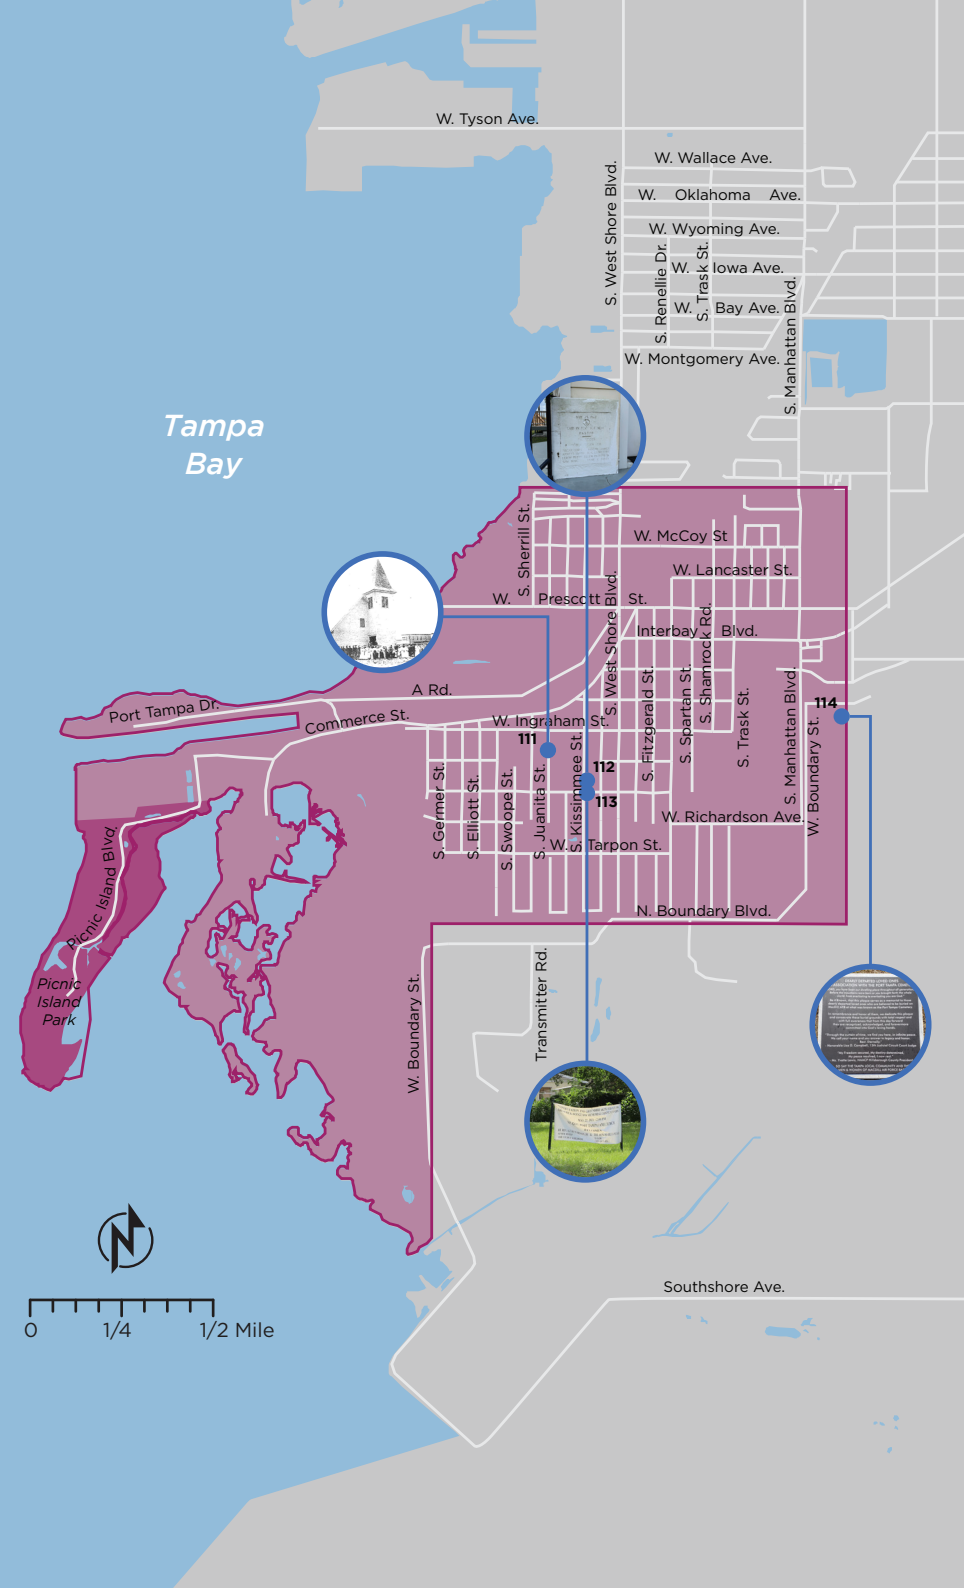 W. Tyson Ave.
W. Wallace Ave.
W. Oklahoma Ave.
W. Wyoming Ave.
W. Iowa Ave.
W. Bay Ave.
W. Montgomery Ave.
S. West Shore Blvd.
S. Renellie Dr.
S. Trask St.
S. Manhattan Blvd.
Tampa
Bay
S. Sherrill St.
W. McCoy St
W. Lancaster St.
W. Prescott St.
Interbay Blvd.
S. West Shore Blvd.
S. Shamrock Rd.
A Rd.
Port Tampa Dr.
Commerce St.
W. Ingraham St.
S. Fitzgerald St.
S. Spartan St.
S. Trask St.
S. Manhattan Blvd.
W. Boundary St.
114
111
112
113
S. Germer St.
S. Elliott St.
S. Swoope St.
S. Juanita St.
S. Kissimmee St.
W. Richardson Ave.
W. Tarpon St.
N. Boundary Blvd.
Picnic Island Blvd.
Picnic
Island
Park
W. Boundary St.
Transmitter Rd.
N
0 1/4 1/2 Mile
Southshore Ave.